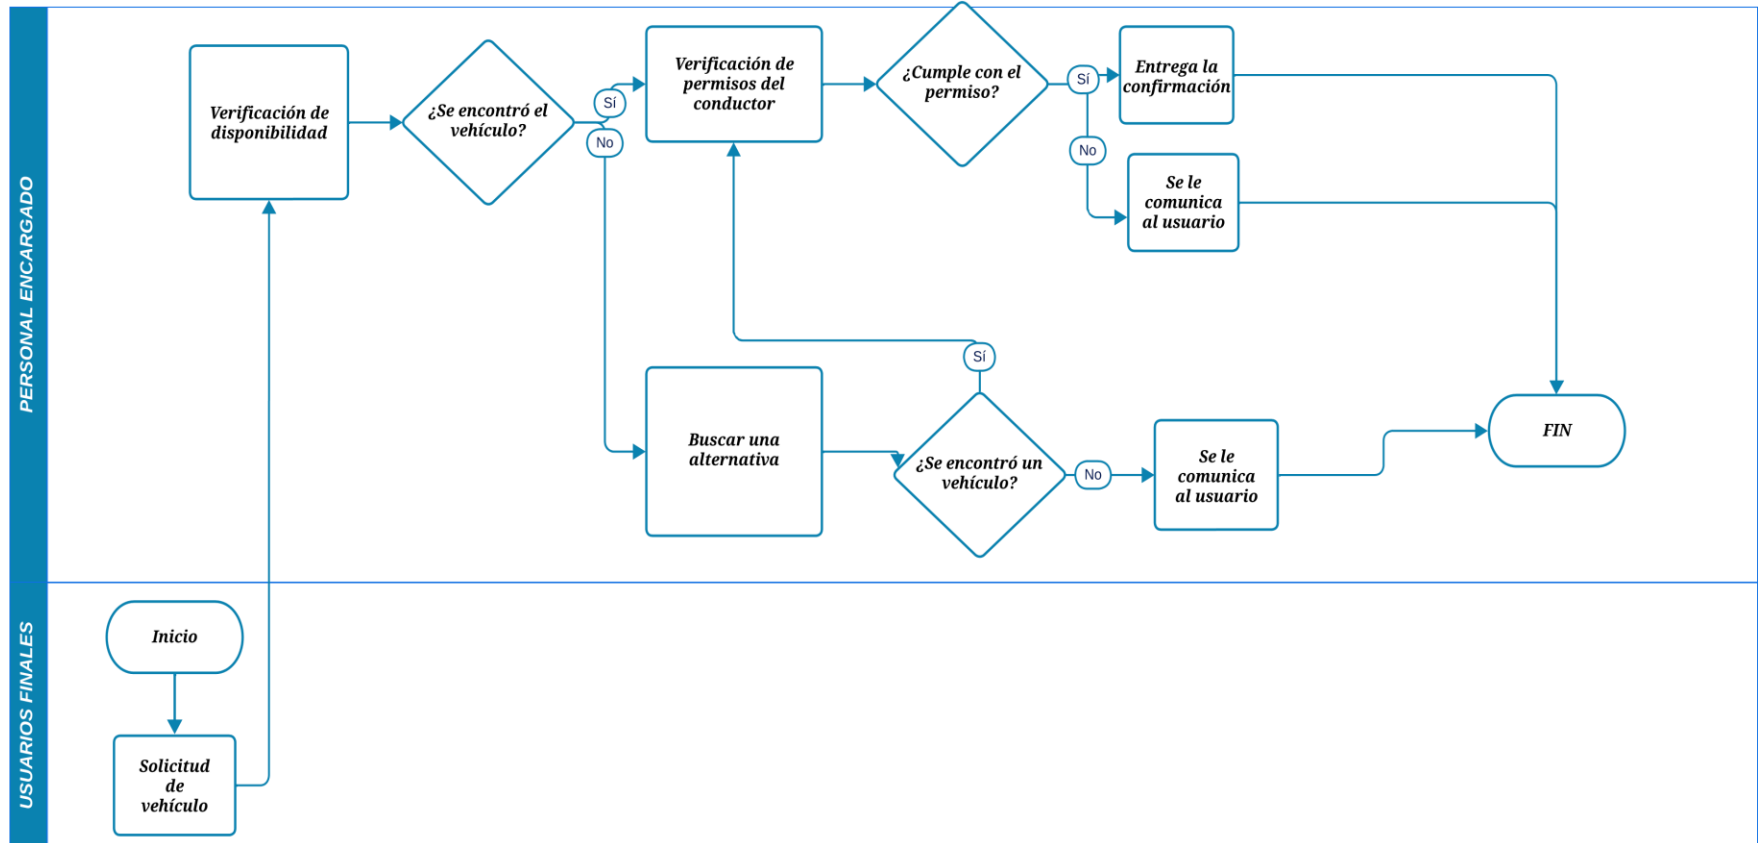 PERSONAL ENCARGADO
Verificación de
disponibilidad
¿Se encontró el
vehículo?
Sí
No
Verificación de
permisos del
conductor
¿Cumple con el
permiso?
Sí
No
Entrega la
confirmación
Se le
comunica
al usuario
Buscar una
alternativa
Sí
¿Se encontró un
vehículo?
No
Se le
comunica
al usuario
FIN
USUARIOS FINALES
Inicio
Solicitud
de
vehículo